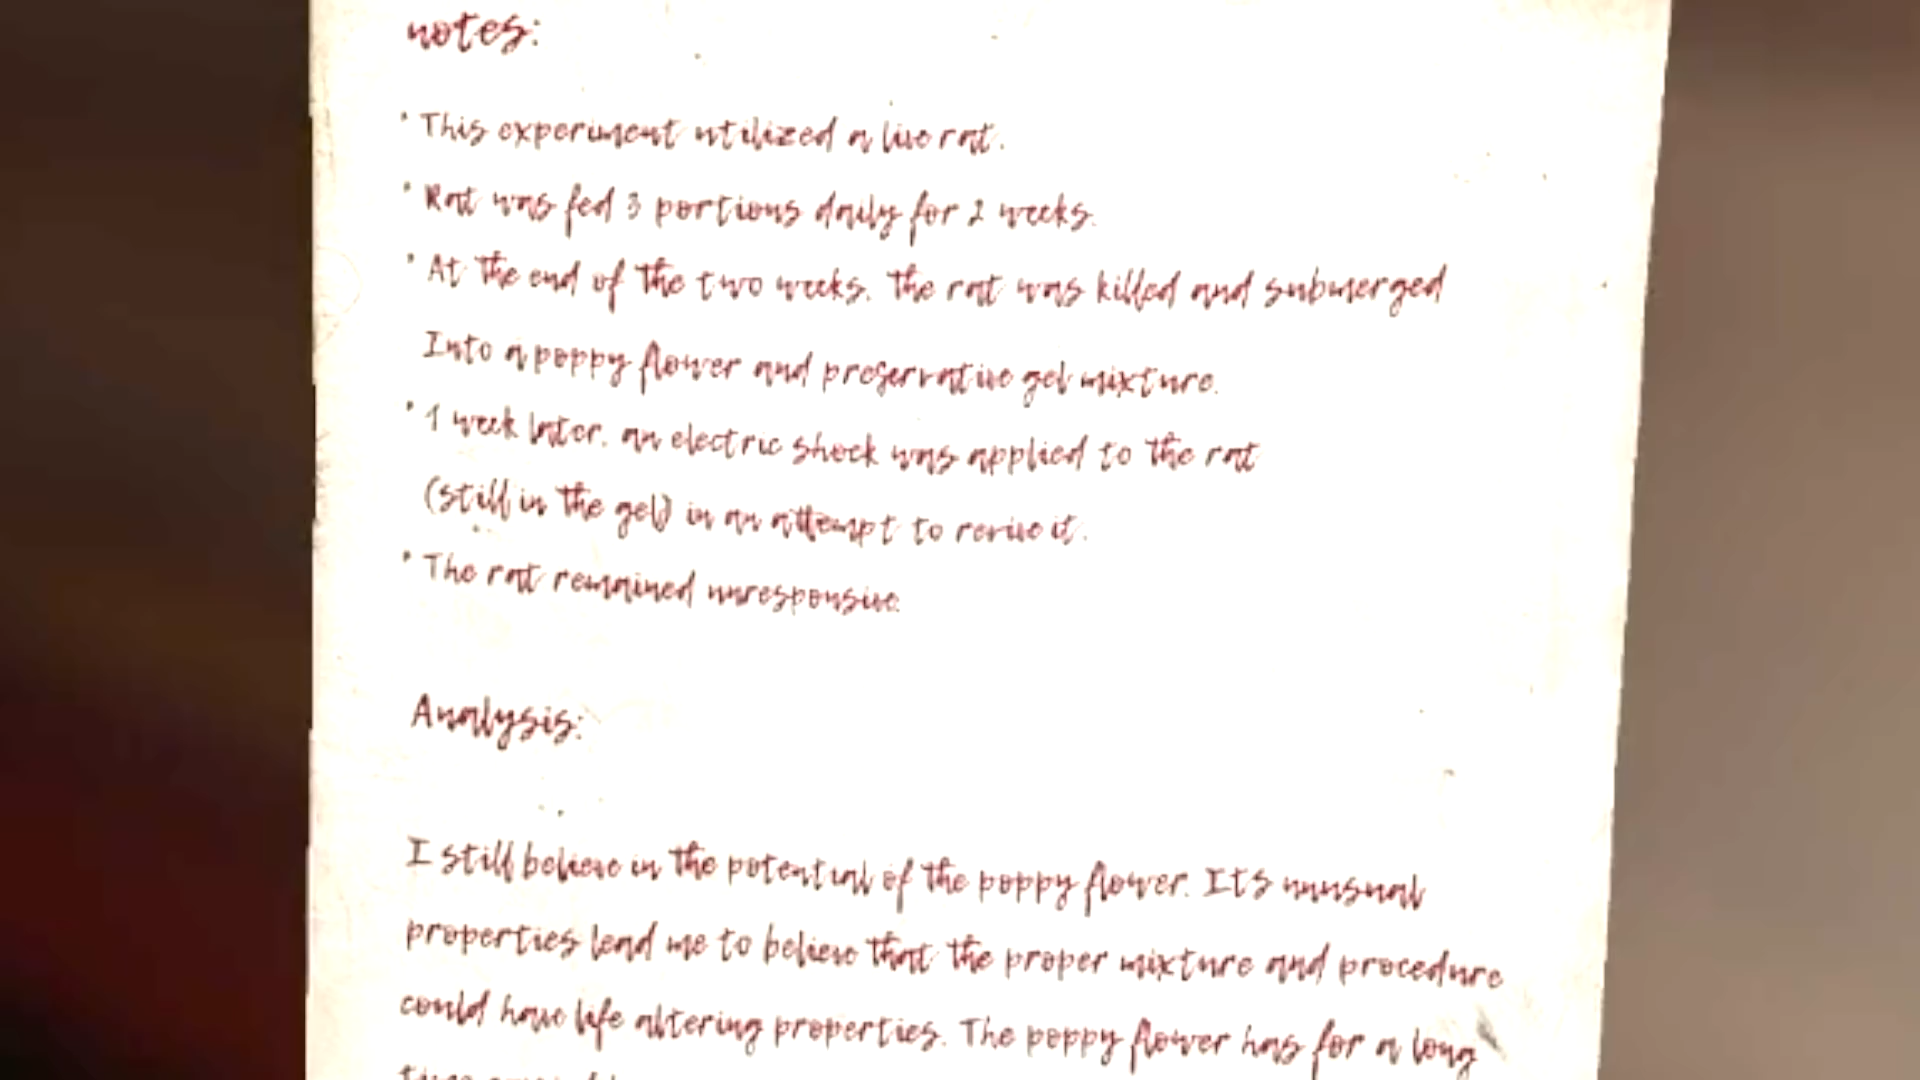 notes:
• This experiment utilized a live rat.
• Rat was fed 3 portions daily for 2 weeks.
• At the end of the two weeks, the rat was killed and submerged
Into a poppy flower and preservative gel mixture.
• 1 week later, an electric shock was applied to the rat
(still in the gel) in an attempt to revive it.
• The rat remained unresponsive.
Analysis:
I still believe in the potential of the poppy flower. Its unusual
properties lead me to believe that the proper mixture and procedure
could have life altering properties. The poppy flower has for a long